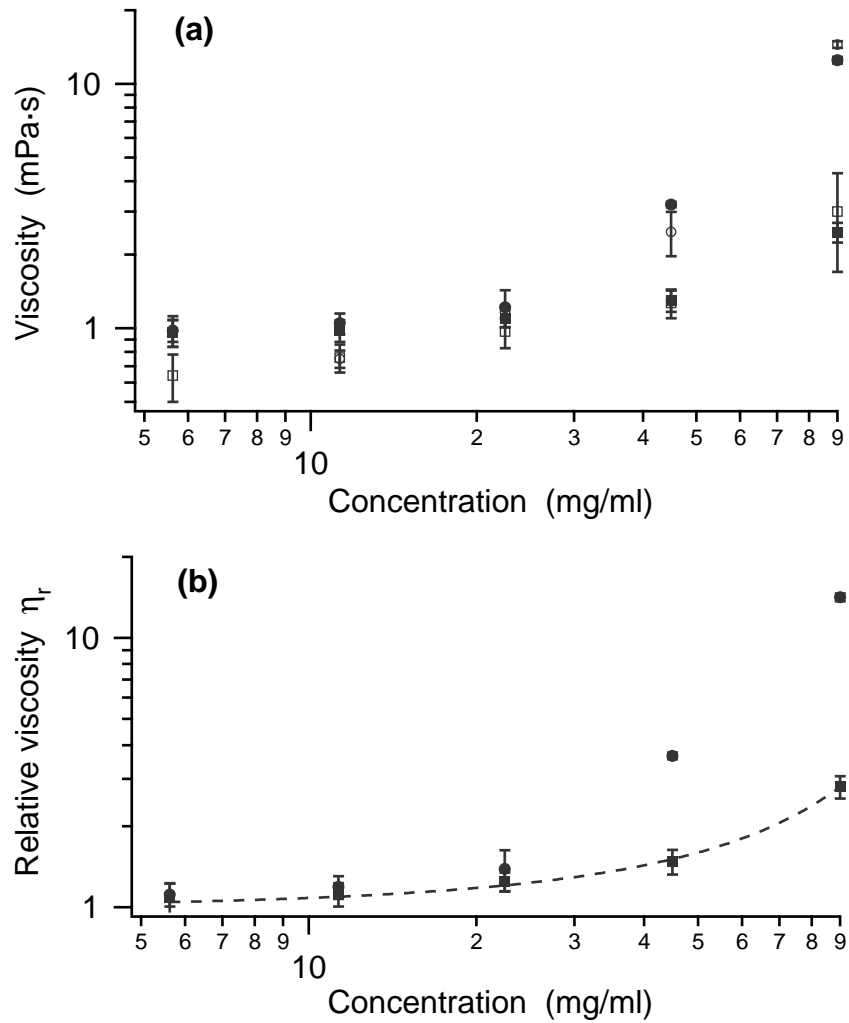 (a)
Viscosity (mPa·s)
10
1
5 6 7 8 9 2 3 4 5 6 7 8 9
10
Concentration (mg/ml)
(b)
Relative viscosity ηr
10
1
5 6 7 8 9 2 3 4 5 6 7 8 9
10
Concentration (mg/ml)